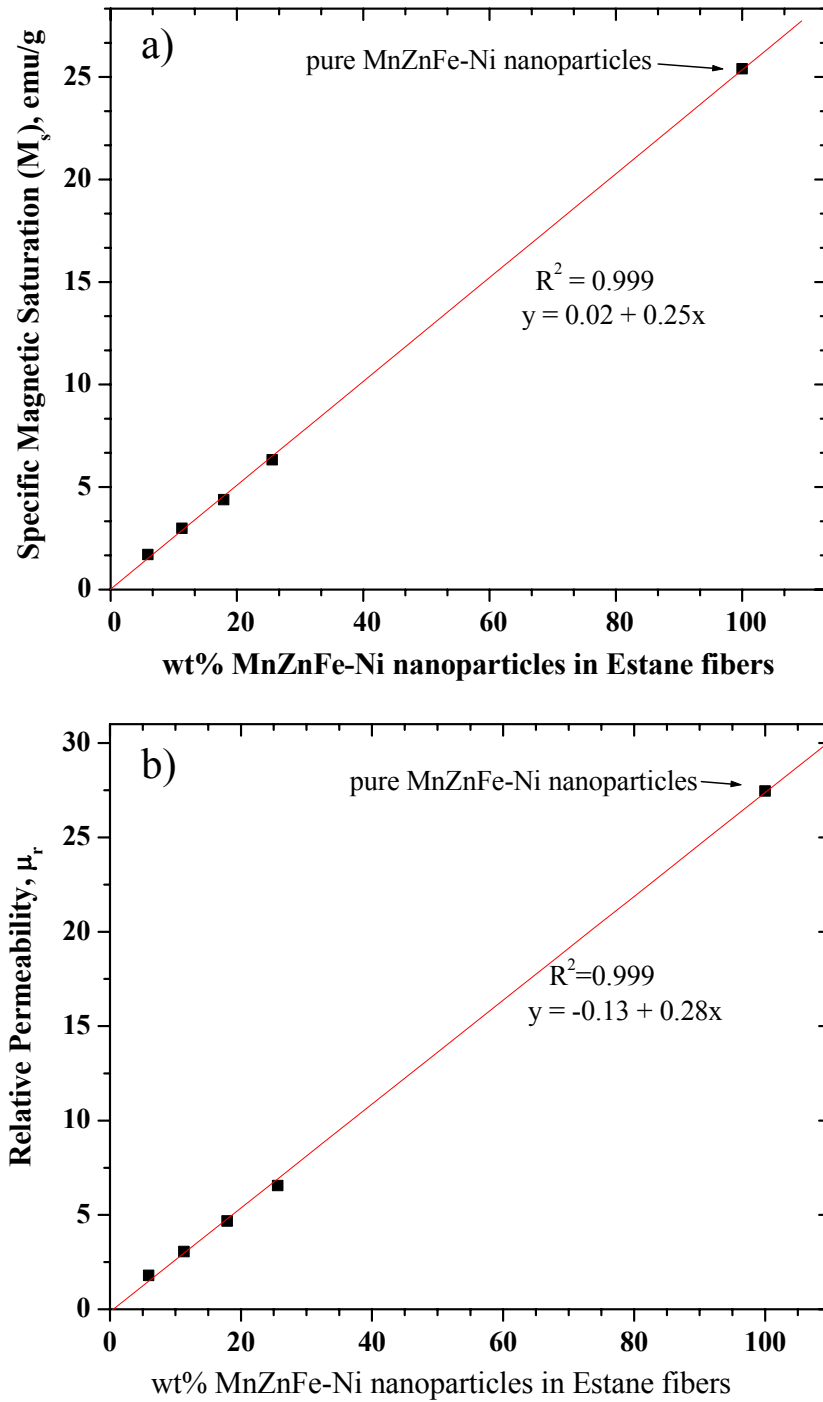 a)
pure MnZnFe-Ni nanoparticles
R² = 0.999
y = 0.02 + 0.25x
Specific Magnetic Saturation (Mₛ), emu/g
25
20
15
10
5
0
0 20 40 60 80 100
wt% MnZnFe-Ni nanoparticles in Estane fibers
b)
pure MnZnFe-Ni nanoparticles
R²=0.999
y = -0.13 + 0.28x
Relative Permeability, μᵣ
30
25
20
15
10
5
0
0 20 40 60 80 100
wt% MnZnFe-Ni nanoparticles in Estane fibers